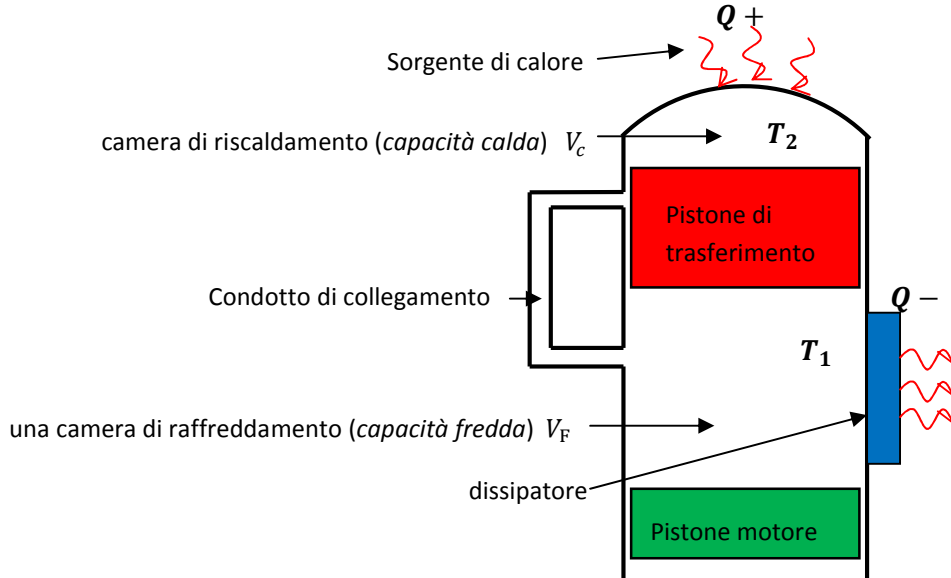 Q +
Sorgente di calore
camera di riscaldamento (capacità calda) V_c
T_2
Pistone di
trasferimento
Condotto di collegamento
Q −
T_1
una camera di raffreddamento (capacità fredda) V_F
dissipatore
Pistone motore